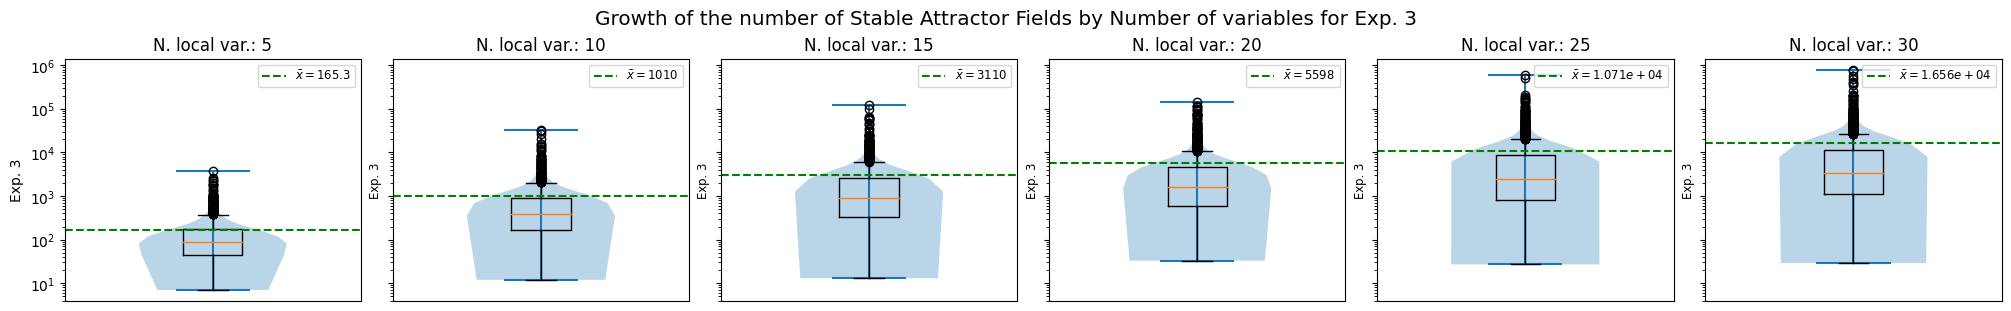 Growth of the number of Stable Attractor Fields by Number of variables for Exp. 3
N. local var.: 5
N. local var.: 10
N. local var.: 15
N. local var.: 20
N. local var.: 25
N. local var.: 30
x̄ = 165.3
x̄ = 1010
x̄ = 3110
x̄ = 5598
x̄ = 1.071e + 04
x̄ = 1.656e + 04
10⁶
10⁵
10⁴
10³
10²
10¹
Exp. 3
Exp. 3
Exp. 3
Exp. 3
Exp. 3
Exp. 3